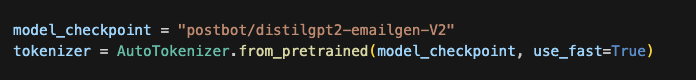 model_checkpoint = "postbot/distilgpt2-emailgen-V2"
tokenizer = AutoTokenizer.from_pretrained(model_checkpoint, use_fast=True)